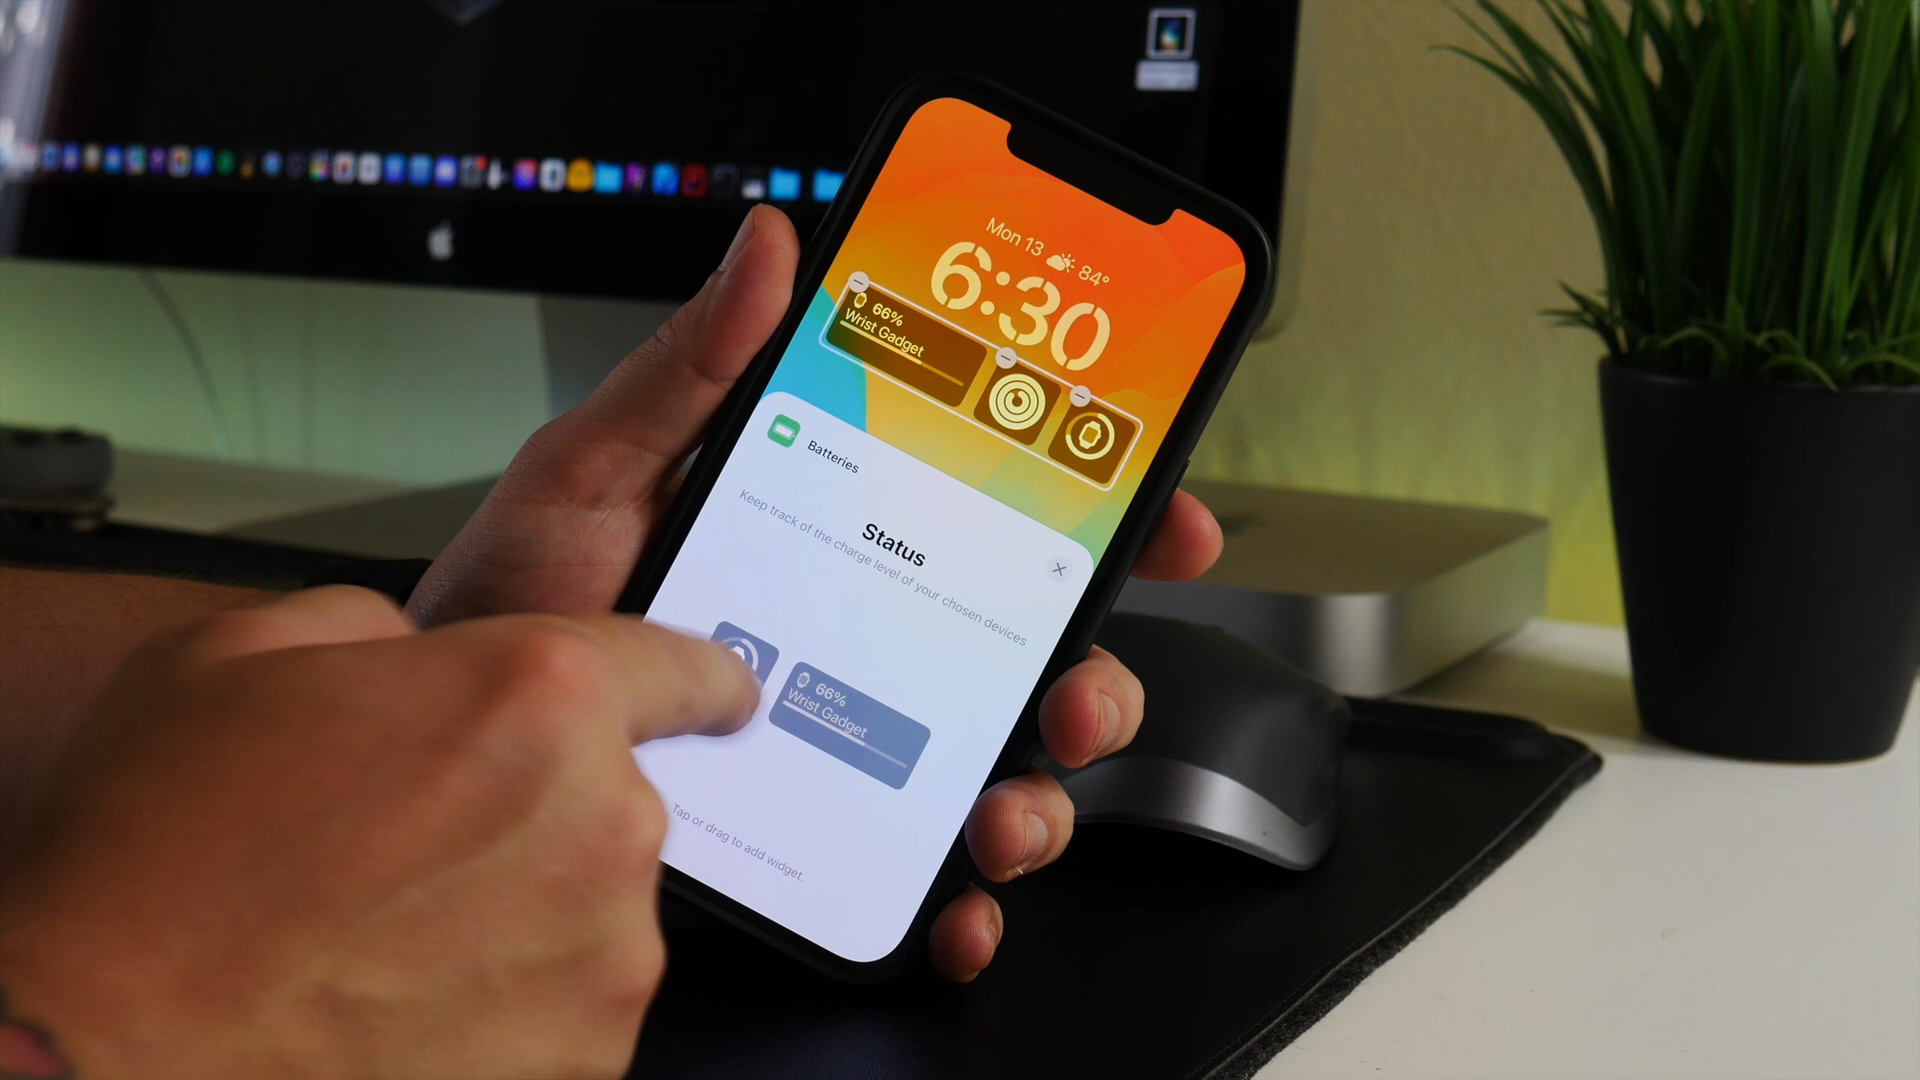 Mon 13 84°
6:30
66%
Wrist Gadget
Batteries
Status
Keep track of the charge level of your chosen devices
66%
Wrist Gadget
Tap or drag to add widget.